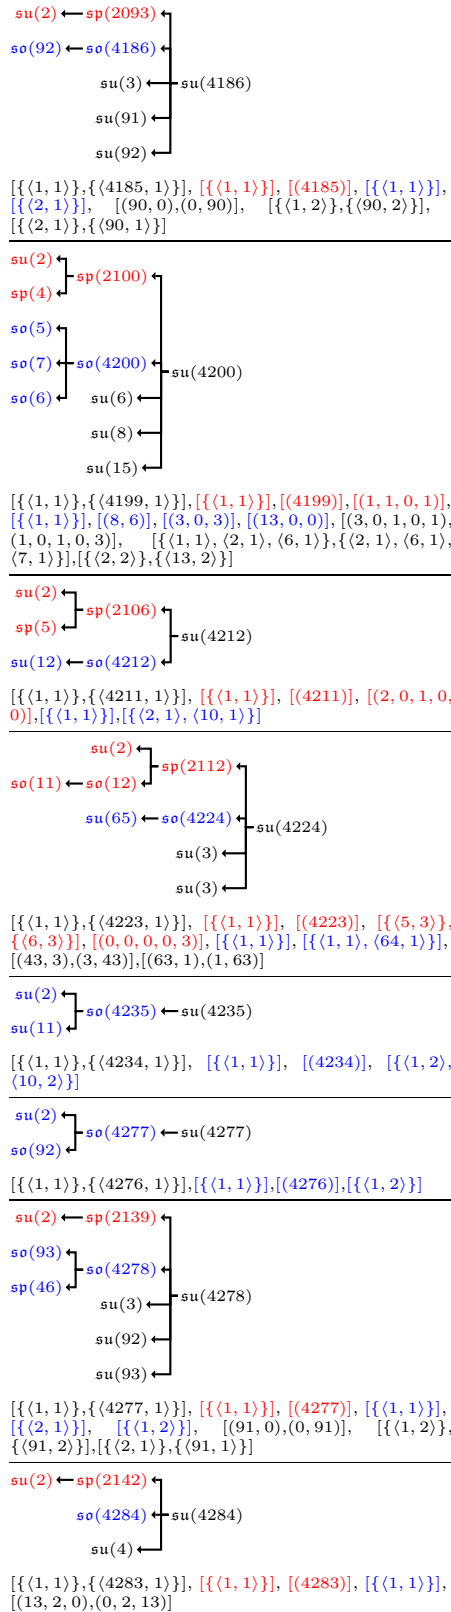 𝔰𝔲(2) 𝔰𝔭(2093)
𝔰𝔬(92) 𝔰𝔬(4186)
𝔰𝔲(3) 𝔰𝔲(4186)
𝔰𝔲(91)
𝔰𝔲(92)
[{⟨1, 1⟩},{⟨4185, 1⟩}], [{⟨1, 1⟩}], [(4185)], [{⟨1, 1⟩}],
[{⟨2, 1⟩}], [(90, 0),(0, 90)], [{⟨1, 2⟩},{⟨90, 2⟩}],
[{⟨2, 1⟩},{⟨90, 1⟩}]
𝔰𝔲(2)
𝔰𝔭(2100)
𝔰𝔭(4)
𝔰𝔬(5)
𝔰𝔬(7) 𝔰𝔬(4200)
𝔰𝔲(4200)
𝔰𝔬(6) 𝔰𝔲(6)
𝔰𝔲(8)
𝔰𝔲(15)
[{⟨1, 1⟩},{⟨4199, 1⟩}],[{⟨1, 1⟩}],[(4199)],[(1, 1, 0, 1)],
[{⟨1, 1⟩}], [(8, 6)], [(3, 0, 3)], [(13, 0, 0)], [(3, 0, 1, 0, 1),
(1, 0, 1, 0, 3)], [{⟨1, 1⟩, ⟨2, 1⟩, ⟨6, 1⟩},{⟨2, 1⟩, ⟨6, 1⟩,
⟨7, 1⟩}],[{⟨2, 2⟩},{⟨13, 2⟩}]
𝔰𝔲(2)
𝔰𝔭(2106)
𝔰𝔭(5) 𝔰𝔲(4212)
𝔰𝔲(12) 𝔰𝔬(4212)
[{⟨1, 1⟩},{⟨4211, 1⟩}], [{⟨1, 1⟩}], [(4211)], [(2, 0, 1, 0,
0)],[{⟨1, 1⟩}],[{⟨2, 1⟩, ⟨10, 1⟩}]
𝔰𝔲(2)
𝔰𝔭(2112)
𝔰𝔬(11) 𝔰𝔬(12)
𝔰𝔲(65) 𝔰𝔬(4224)
𝔰𝔲(4224)
𝔰𝔲(3)
𝔰𝔲(3)
[{⟨1, 1⟩},{⟨4223, 1⟩}], [{⟨1, 1⟩}], [(4223)], [{⟨5, 3⟩},
{⟨6, 3⟩}], [(0, 0, 0, 0, 3)], [{⟨1, 1⟩}], [{⟨1, 1⟩, ⟨64, 1⟩}],
[(43, 3),(3, 43)],[(63, 1),(1, 63)]
𝔰𝔲(2)
𝔰𝔬(4235) 𝔰𝔲(4235)
𝔰𝔲(11)
[{⟨1, 1⟩},{⟨4234, 1⟩}], [{⟨1, 1⟩}], [(4234)], [{⟨1, 2⟩,
⟨10, 2⟩}]
𝔰𝔲(2)
𝔰𝔬(4277) 𝔰𝔲(4277)
𝔰𝔬(92)
[{⟨1, 1⟩},{⟨4276, 1⟩}],[{⟨1, 1⟩}],[(4276)],[{⟨1, 2⟩}]
𝔰𝔲(2) 𝔰𝔭(2139)
𝔰𝔬(93)
𝔰𝔬(4278)
𝔰𝔭(46) 𝔰𝔲(4278)
𝔰𝔲(3)
𝔰𝔲(92)
𝔰𝔲(93)
[{⟨1, 1⟩},{⟨4277, 1⟩}], [{⟨1, 1⟩}], [(4277)], [{⟨1, 1⟩}],
[{⟨2, 1⟩}], [{⟨1, 2⟩}], [(91, 0),(0, 91)], [{⟨1, 2⟩},
{⟨91, 2⟩}],[{⟨2, 1⟩},{⟨91, 1⟩}]
𝔰𝔲(2) 𝔰𝔭(2142)
𝔰𝔬(4284) 𝔰𝔲(4284)
𝔰𝔲(4)
[{⟨1, 1⟩},{⟨4283, 1⟩}], [{⟨1, 1⟩}], [(4283)], [{⟨1, 1⟩}],
[(13, 2, 0),(0, 2, 13)]